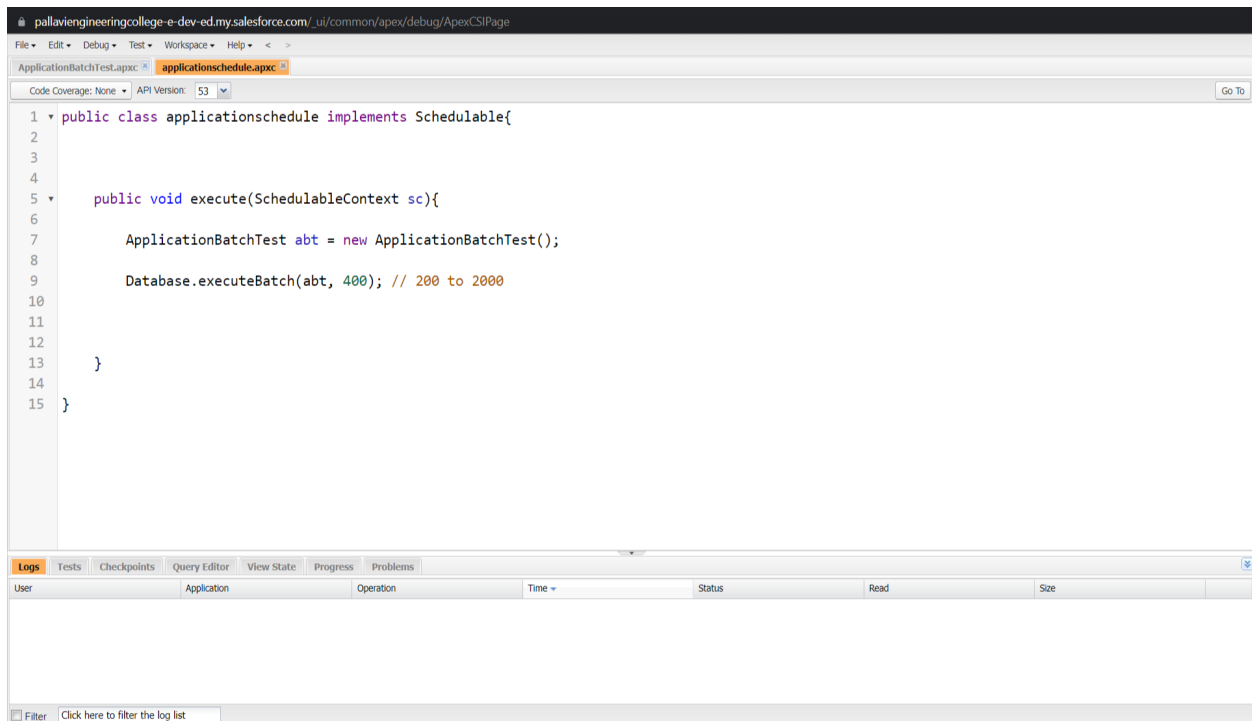 pallaviengineeringcollege-e-dev-ed.my.salesforce.com/_ui/common/apex/debug/ApexCSIPage
File Edit Debug Test Workspace Help < >
ApplicationBatchTest.apxc applicationschedule.apxc
Code Coverage: None API Version: 53 Go To
1 public class applicationschedule implements Schedulable{
2
3
4
5 public void execute(SchedulableContext sc){
6
7 ApplicationBatchTest abt = new ApplicationBatchTest();
8
9 Database.executeBatch(abt, 400); // 200 to 2000
10
11
12
13 }
14
15 }
Logs Tests Checkpoints Query Editor View State Progress Problems
User Application Operation Time Status Read Size
Filter Click here to filter the log list